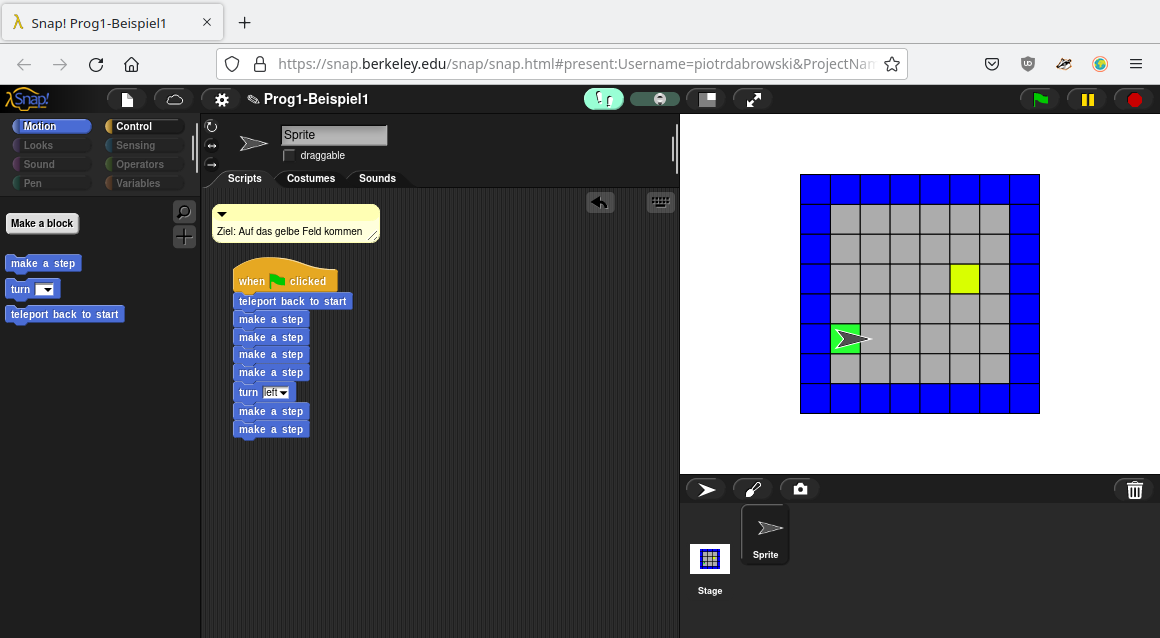 Snap! Prog1-Beispiel1
https://snap.berkeley.edu/snap/snap.html#present:Username=piotrdabrowski&ProjectNam
Snap!
Prog1-Beispiel1
Motion
Control
Looks
Sensing
Sound
Operators
Pen
Variables
Make a block
make a step
turn
teleport back to start
Sprite
draggable
Scripts
Costumes
Sounds
Ziel: Auf das gelbe Feld kommen
when clicked
teleport back to start
make a step
make a step
make a step
make a step
turn left
make a step
make a step
Stage
Sprite